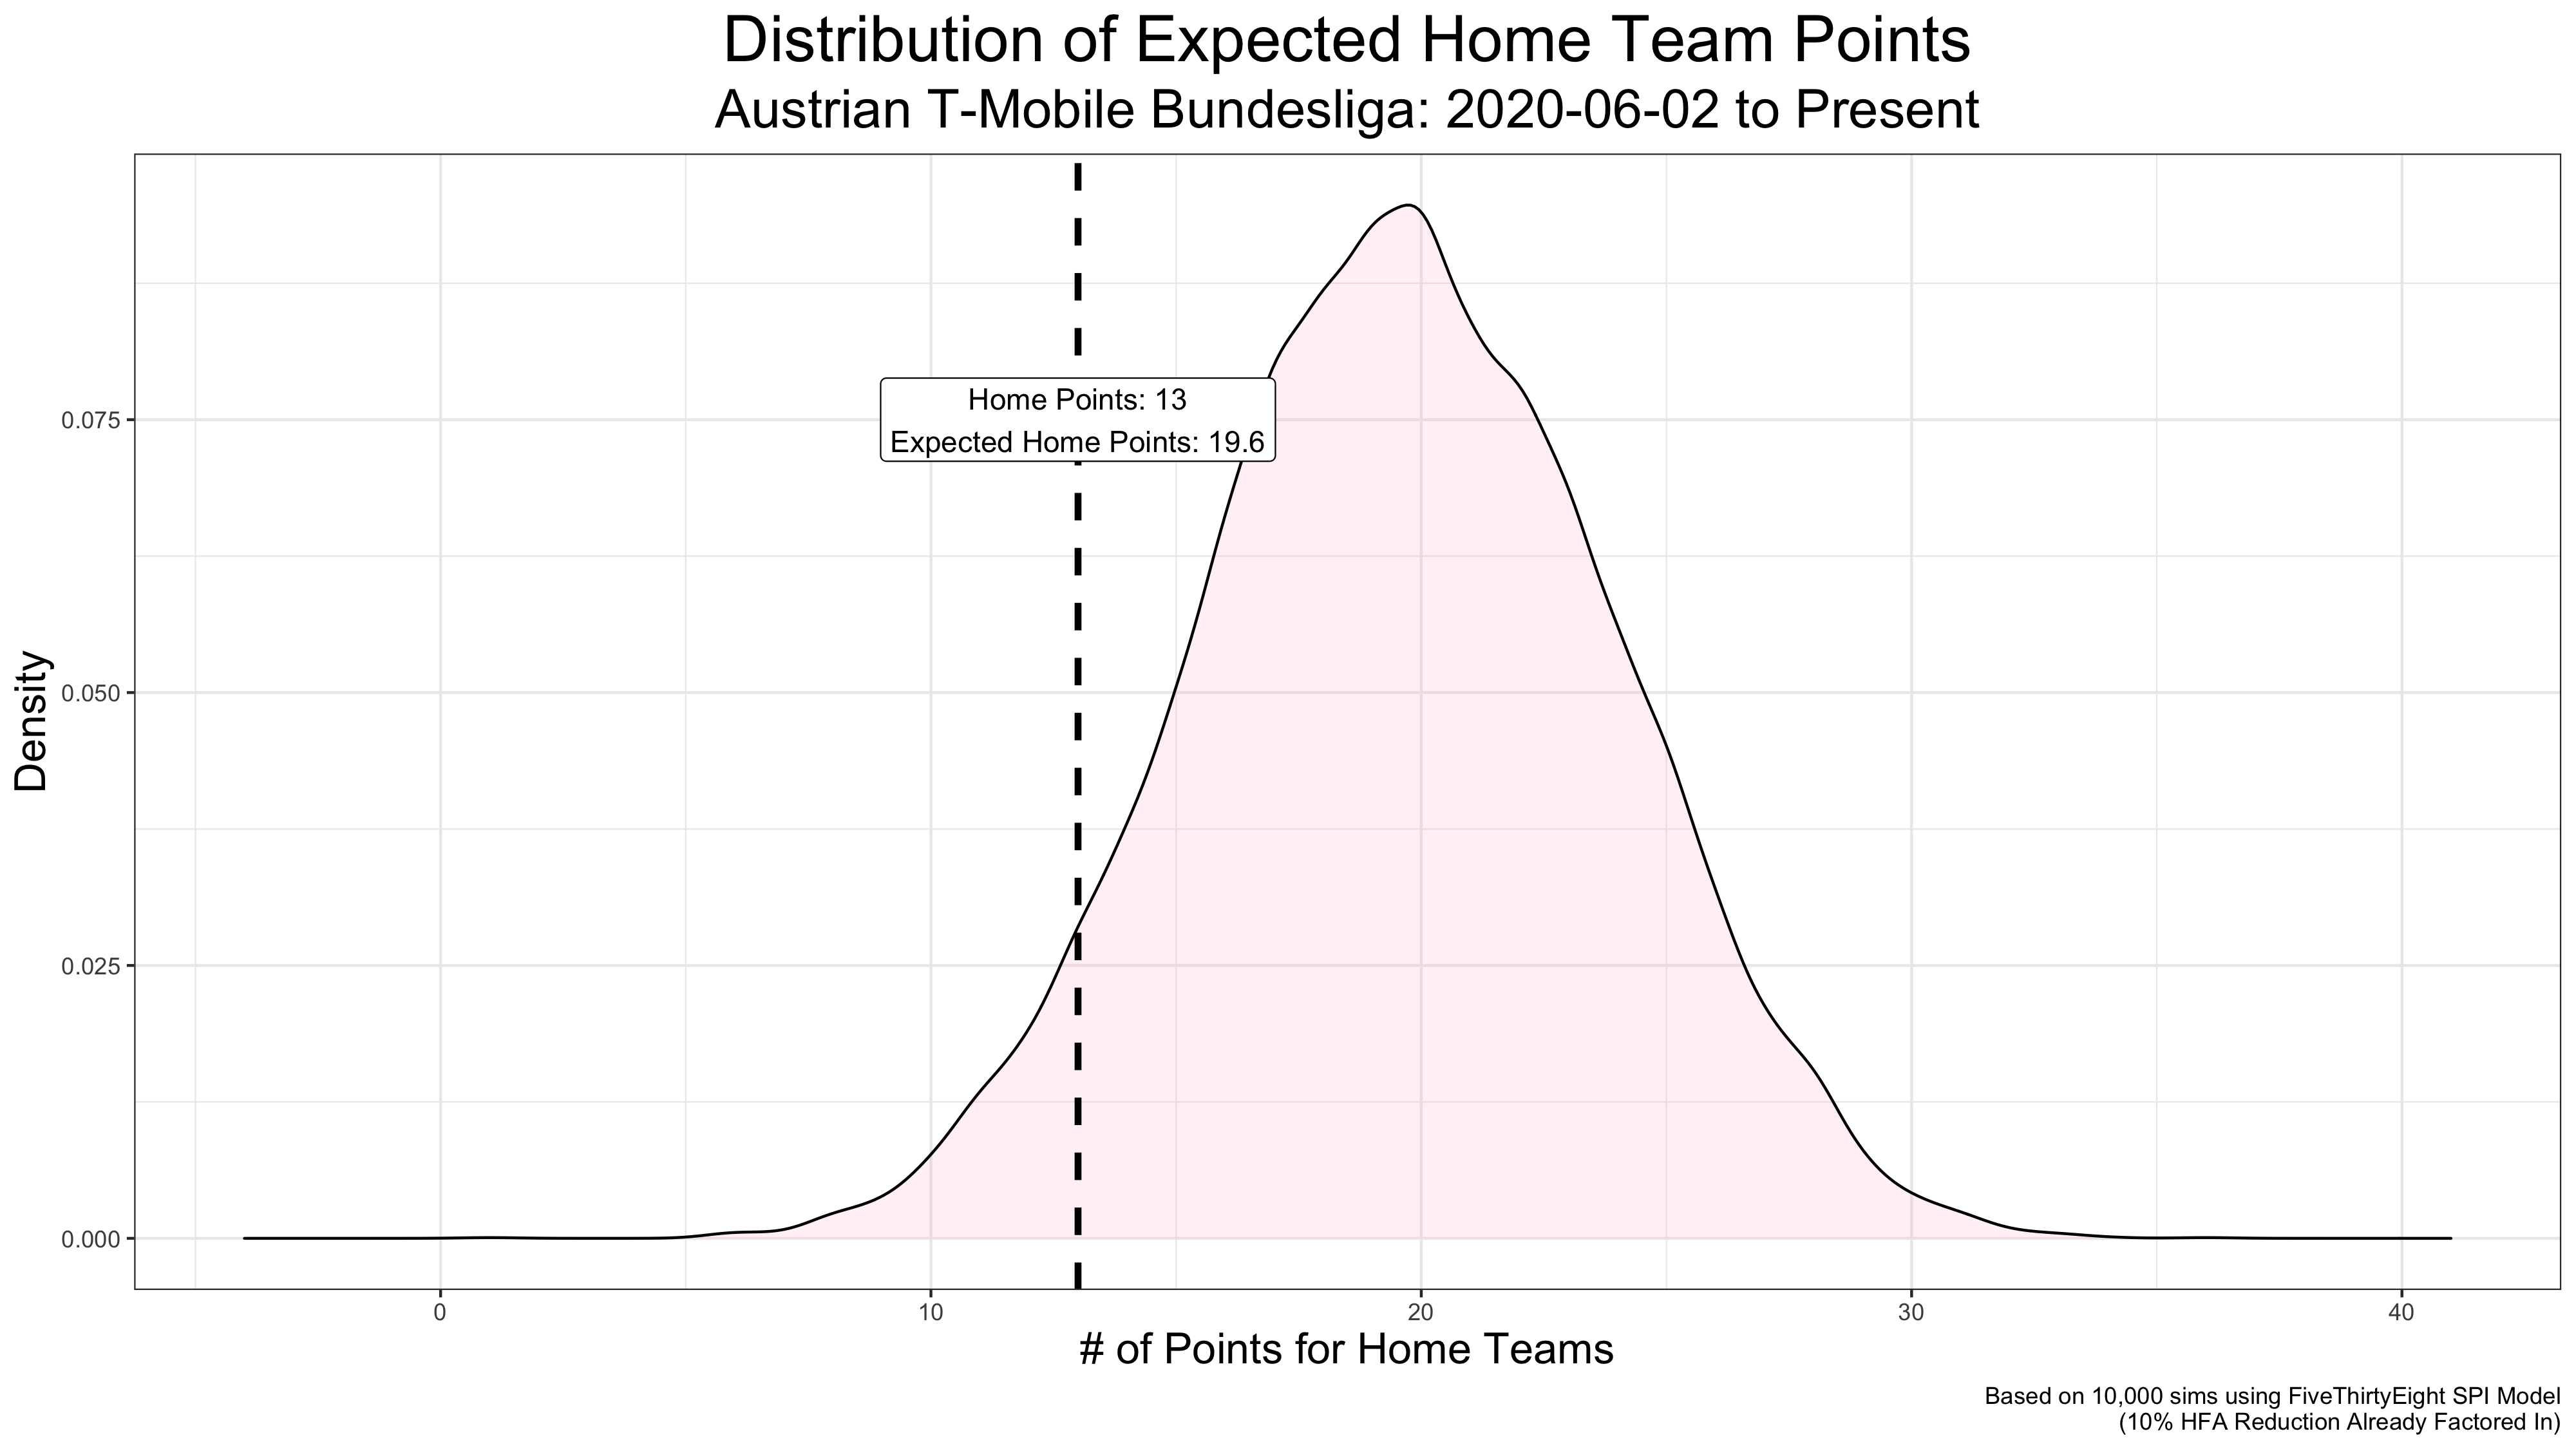 Distribution of Expected Home Team Points
Austrian T-Mobile Bundesliga: 2020-06-02 to Present
Home Points: 13
Expected Home Points: 19.6
Density
0.075
0.050
0.025
0.000
0 10 20 30 40
# of Points for Home Teams
Based on 10,000 sims using FiveThirtyEight SPI Model
(10% HFA Reduction Already Factored In)